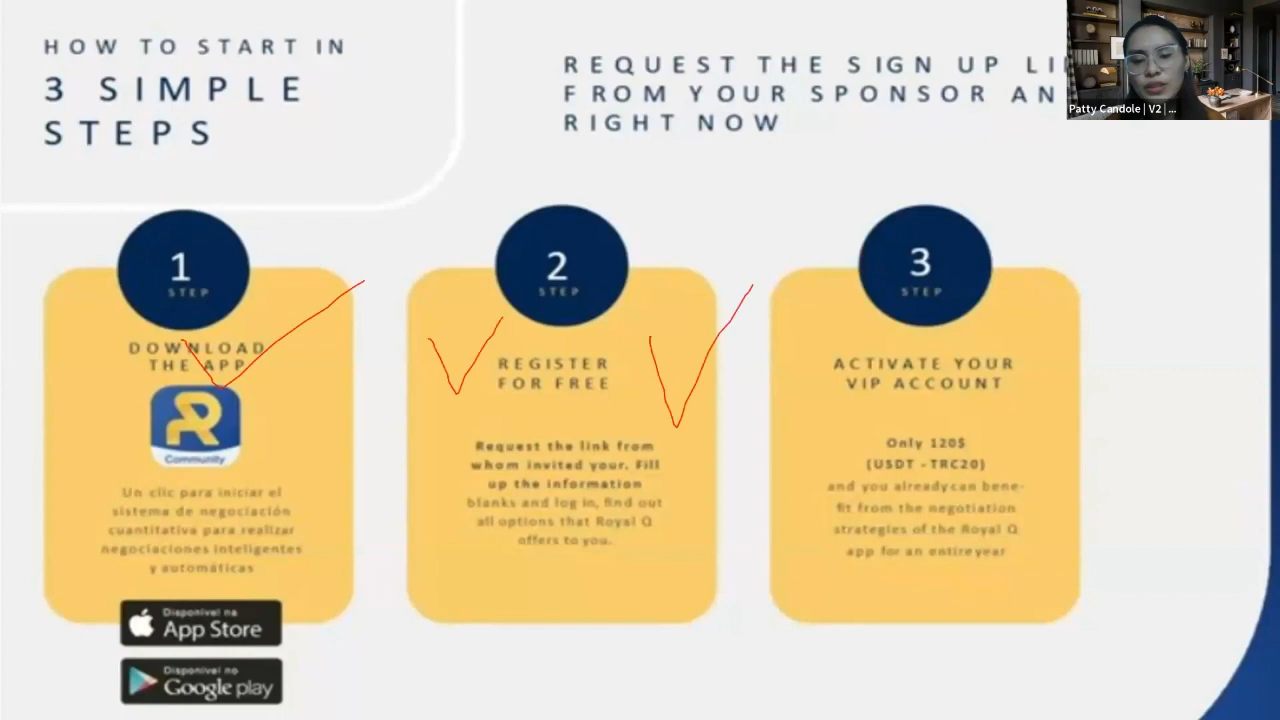 HOW TO START IN
3 SIMPLE
STEPS
REQUEST THE SIGN UP
FROM YOUR SPONSOR
RIGHT NOW
Patty Candole | V2 | ...
1
STEP
DOWNLOAD
THE APP
Community
Un clic para iniciar el
sistema de negociación
cuantitativa para realizar
negociaciones inteligentes
y automáticas
Disponível na
App Store
Disponível no
Google play
2
STEP
REGISTER
FOR FREE
Request the link from
whom invited your. Fill
up the information
blanks and log in, find out
all options that Royal Q
offers to you.
3
STEP
ACTIVATE YOUR
VIP ACCOUNT
Only 120$
(USDT -TRC20)
and you already can bene-
fit from the negotiation
strategies of the Royal Q
app for an entire year